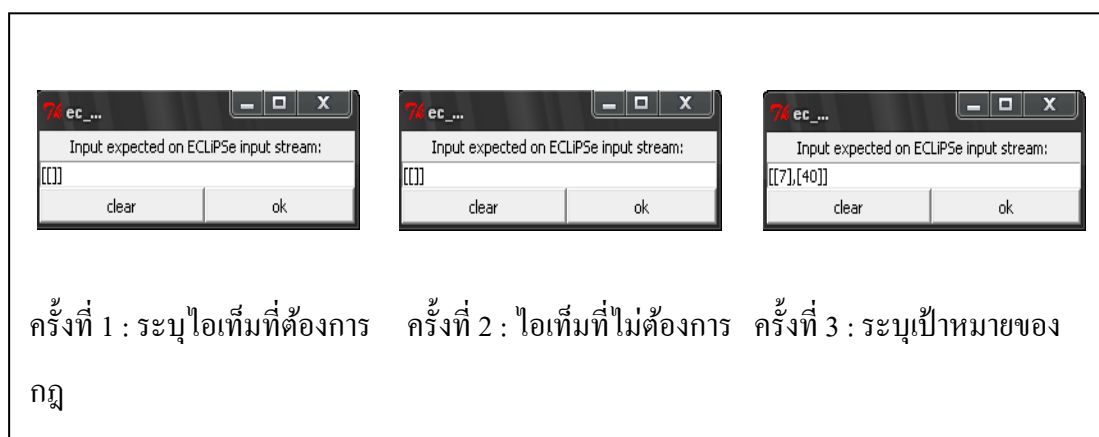 7% ec_... X 7% ec_... X 7% ec_... X
Input expected on ECLiPSe input stream: Input expected on ECLiPSe input stream: Input expected on ECLiPSe input stream:
[[]] [[]] [[7],[40]]
clear ok clear ok clear ok
ครั้งที่ 1 : ระบุไอเท็มที่ต้องการ ครั้งที่ 2 : ไอเท็มที่ไม่ต้องการ ครั้งที่ 3 : ระบุเป้าหมายของ
กฎ